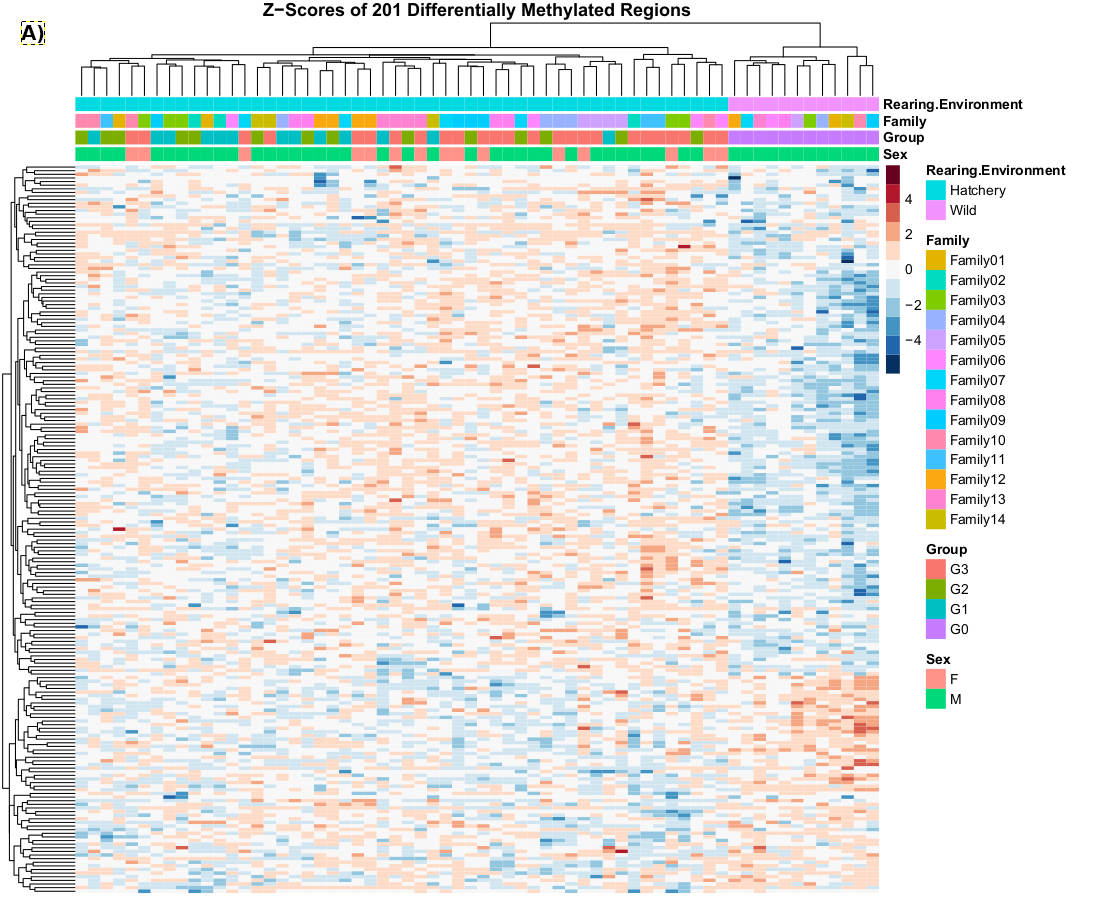 Z−Scores of 201 Differentially Methylated Regions
A)
Rearing.Environment
Family
Group
Sex
4
2
0
−2
−4
Rearing.Environment
Hatchery
Wild
Family
Family01
Family02
Family03
Family04
Family05
Family06
Family07
Family08
Family09
Family10
Family11
Family12
Family13
Family14
Group
G3
G2
G1
G0
Sex
F
M